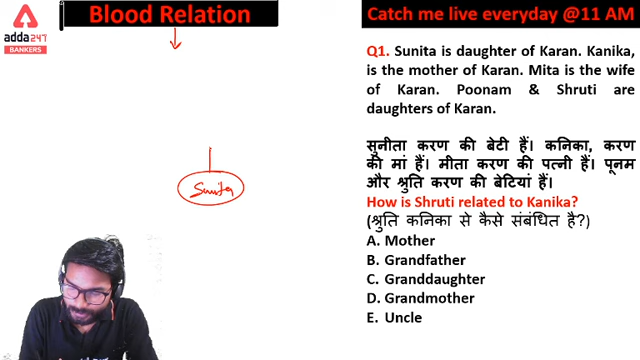 Blood Relation
Catch me live everyday @11 AM
adda247
BANKERS
Sunita
Q1. Sunita is daughter of Karan. Kanika,
is the mother of Karan. Mita is the wife
of Karan. Poonam & Shruti are
daughters of Karan.
सुनीता करण की बेटी हैं। कनिका, करण
की मां हैं। मीता करण की पत्नी हैं। पूनम
और श्रुति करण की बेटियां हैं।
How is Shruti related to Kanika?
(श्रुति कनिका से कैसे संबंधित है?)
A. Mother
B. Grandfather
C. Granddaughter
D. Grandmother
E. Uncle